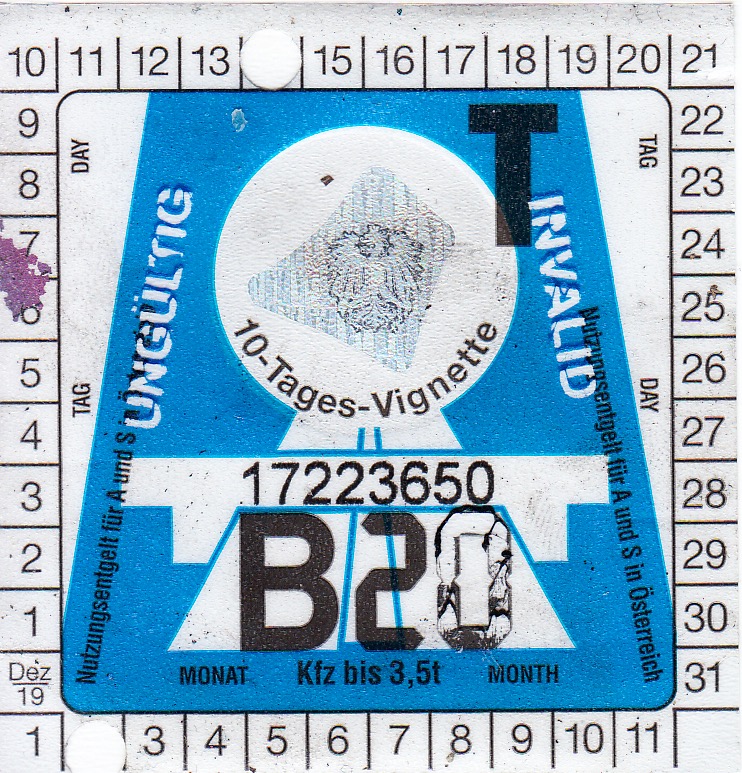 10 11 12 13 15 16 17 18 19 20 21
9
8
7
6
5
4
3
2
1
Dez
19
DAY
TAG
UNGÜLTIG
Nutzungsentgelt für A und S in Ö
T
INVALID
10-Tages-Vignette
17223650
B20
MONAT Kfz bis 3,5t MONTH
TAG
DAY
Nutzungsentgelt für A und S in Österreich
22
23
24
25
26
27
28
29
30
31
1 3 4 5 6 7 8 9 10 11